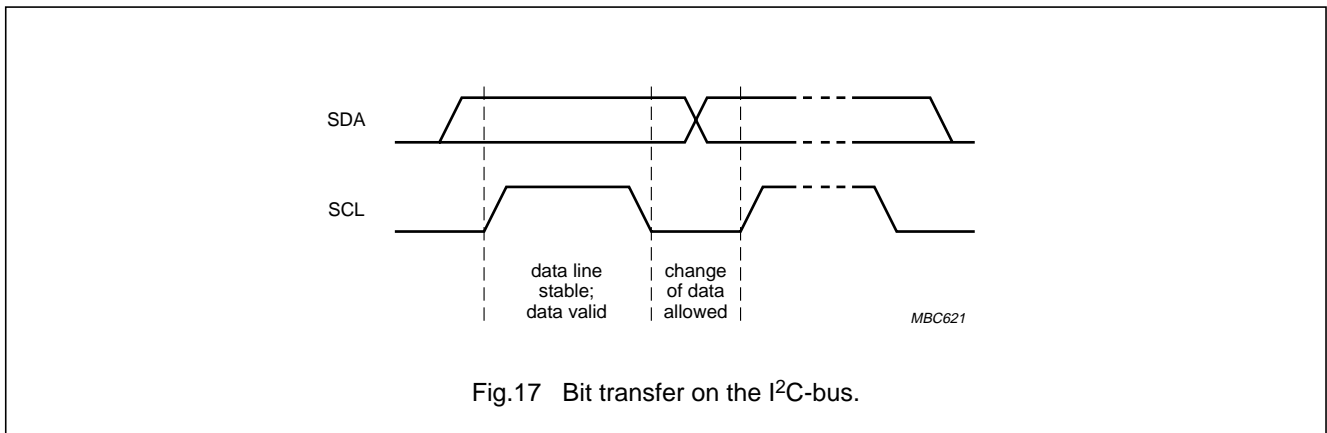 SDA
SCL
data line
stable;
data valid
change
of data
allowed
MBC621
Fig.17 Bit transfer on the I²C-bus.